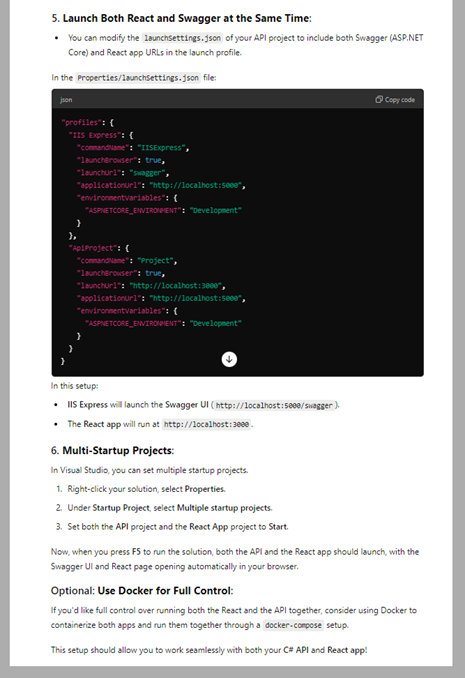 5. Launch Both React and Swagger at the Same Time:
• You can modify the launchSettings.json of your API project to include both Swagger (ASP.NET
Core) and React app URLs in the launch profile.
In the Properties/launchSettings.json file:
json
Copy code
"profiles": {
"IIS Express": {
"commandName": "IISExpress",
"launchBrowser": true,
"launchUrl": "swagger",
"applicationUrl": "http://localhost:5000",
"environmentVariables": {
"ASPNETCORE_ENVIRONMENT": "Development"
}
},
"ApiProject": {
"commandName": "Project",
"launchBrowser": true,
"launchUrl": "http://localhost:3000",
"applicationUrl": "http://localhost:5000",
"environmentVariables": {
"ASPNETCORE_ENVIRONMENT": "Development"
}
}
}
In this setup:
• IIS Express will launch the Swagger UI ( http://localhost:5000/swagger ).
• The React app will run at http://localhost:3000 .
6. Multi-Startup Projects:
In Visual Studio, you can set multiple startup projects.
1. Right-click your solution, select Properties.
2. Under Startup Project, select Multiple startup projects.
3. Set both the API project and the React App project to Start.
Now, when you press F5 to run the solution, both the API and the React app should launch, with the
Swagger UI and React page opening automatically in your browser.
Optional: Use Docker for Full Control:
If you'd like full control over running both the React and the API together, consider using Docker to
containerize both apps and run them together through a docker-compose setup.
This setup should allow you to work seamlessly with both your C# API and React app!